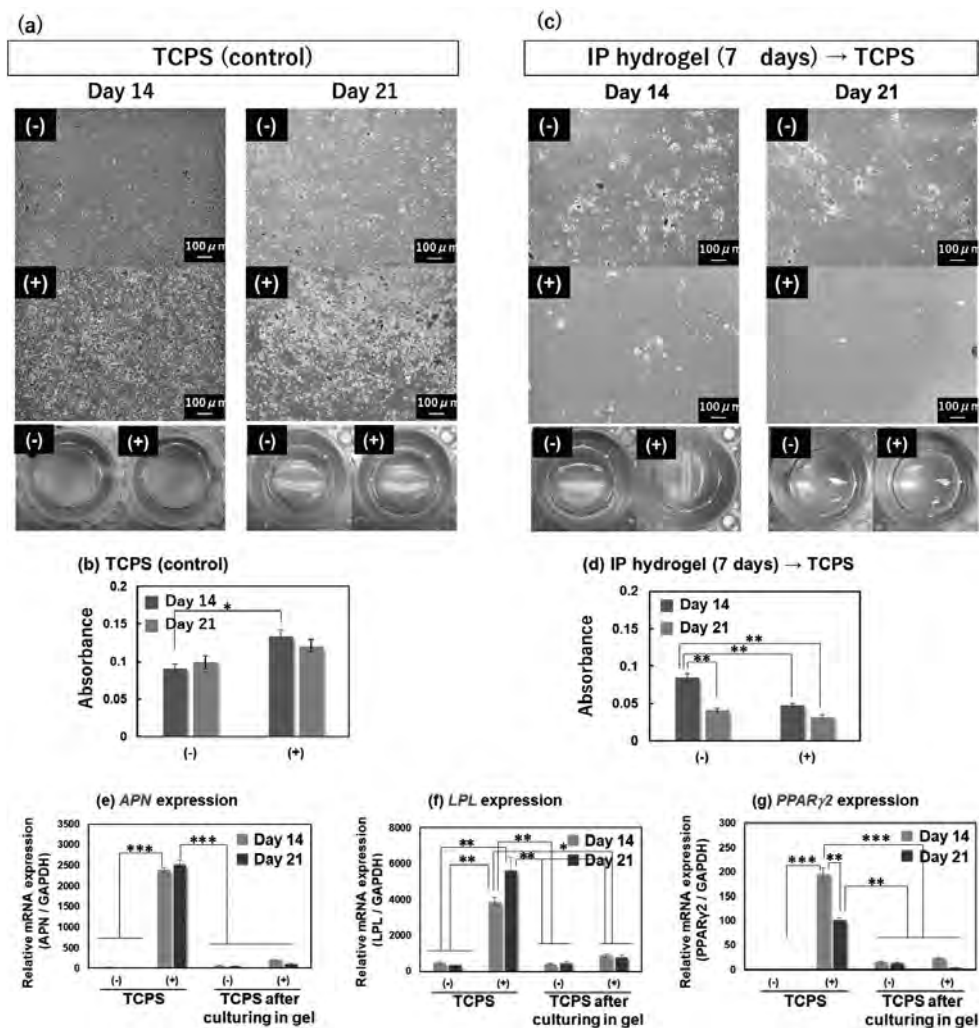 (a)
TCPS (control)
Day 14 Day 21
(-) (-)
100 μm 100 μm
(+) (+)
100 μm 100 μm
(-) (+) (-) (+)
(c)
IP hydrogel (7 days) → TCPS
Day 14 Day 21
(-) (-)
100 μm 100 μm
(+) (+)
100 μm 100 μm
(-) (+) (-) (+)
(b) TCPS (control)
Absorbance
0.2
0.15
0.1
0.05
0
Day 14
Day 21
*
(-) (+)
(d) IP hydrogel (7 days) → TCPS
Absorbance
0.2
0.15
0.1
0.05
0
Day 14
Day 21
**
**
**
(-) (+)
(e) APN expression
Relative mRNA expression
(APN / GAPDH)
3500
3000
2500
2000
1500
1000
500
0
Day 14
Day 21
*** ***
(-) (+) (-) (+)
TCPS TCPS after
culturing in gel
(f) LPL expression
Relative mRNA expression
(LPL / GAPDH)
8000
6000
4000
2000
0
Day 14
Day 21
** **
*
** **
(-) (+) (-) (+)
TCPS TCPS after
culturing in gel
(g) PPARγ2 expression
Relative mRNA expression
(PPARγ2 / GAPDH)
300
250
200
150
100
50
0
Day 14
Day 21
***
*** **
**
(-) (+) (-) (+)
TCPS TCPS after
culturing in gel